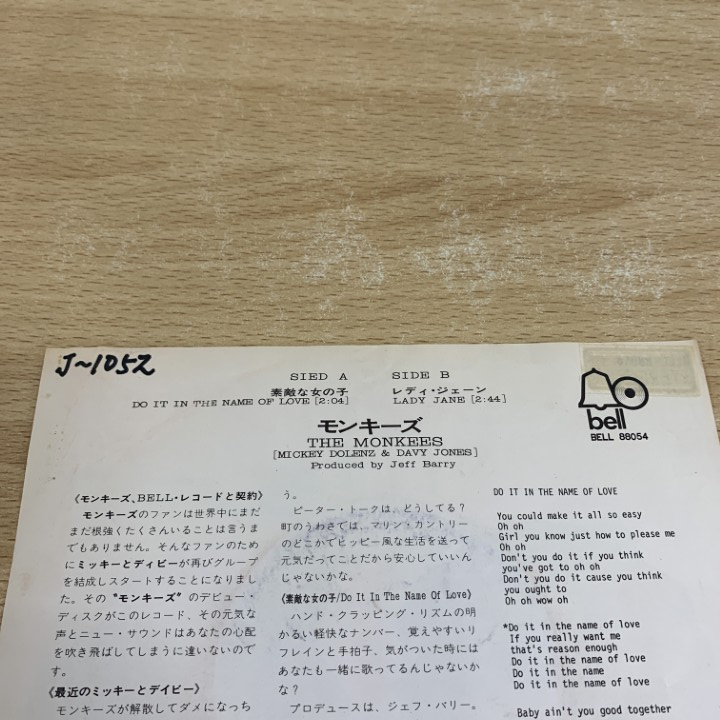 J~1052
SIED A SIDE B
素敵な女の子 レディ・ジェーン
DO IT IN THE NAME OF LOVE [2:04] LADY JANE [2:44]
モンキーズ
THE MONKEES
[MICKEY DOLENZ & DAVY JONES]
Produced by Jeff Barry
bell
BELL 88054
《モンキーズ、BELL・レコードと契約》
モンキーズのファンは世界中にまだ
まだ根強くたくさんいることは言うま
でもありません。そんなファンのため
にミッキーとディビーが再びグループ
を結成しスタートすることになりまし
た。その〝モンキーズ〟のデビュー・
ディスクがこのレコード、その元気な
声とニュー・サウンドはあなたの心配
を吹き飛ばしてしまうに違いないので
す。
《最近のミッキーとデイビー》
モンキーズが解散してダメになっち
う。
ピーター・トークは、どうしてる？
町のうわさでは、マリン・カントリー
のどこかでヒッピー風な生活を送って
元気だってことだから安心していいん
じゃないかな。
《素敵な女の子/Do It In The Name Of Love》
ハンド・クラッピング・リズムの明
かるい軽快なナンバー、覚えやすいリ
フレインと手拍子、気がついた時には
あなたも一緒に歌ってるんじゃないか
な？
プロデュースは、ジェフ・バリー。
DO IT IN THE NAME OF LOVE
You could make it all so easy
Oh oh
Girl you know just how to please me
Oh oh
Don't you do it if you think
you've got to oh oh
Don't you do it cause you think
you ought to
Oh oh wow oh
*Do it in the name of love
If you really want me
that's reason enough
Do it in the name of love
Do it in the name
Do it in the name of love
Baby ain't you good together